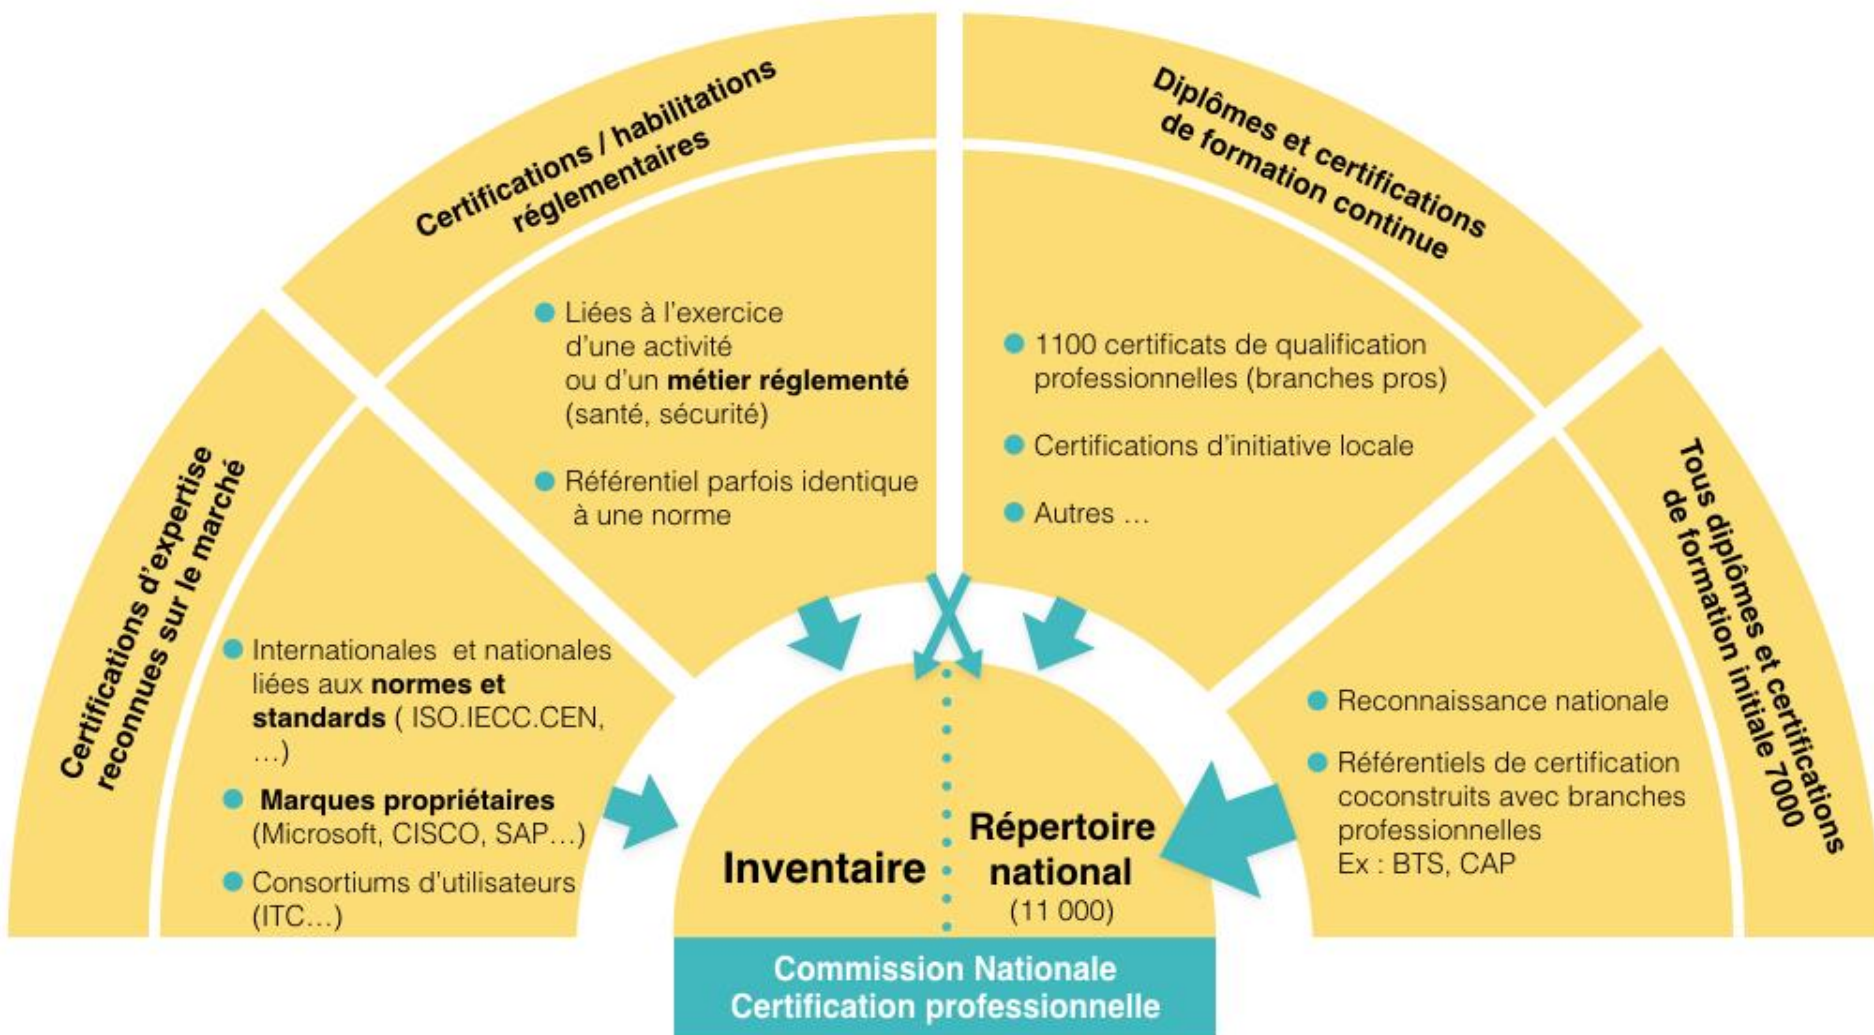 Certifications / habilitations
réglementaires
Diplômes et certifications
de formation continue
Certifications d'expertise
reconnues sur le marché
Tous diplômes et certifications
de formation initiale 7000
Liées à l'exercice
d'une activité
ou d'un métier réglementé
(santé, sécurité)
Référentiel parfois identique
à une norme
1100 certificats de qualification
professionnelles (branches pros)
Certifications d'initiative locale
Autres …
Internationales et nationales
liées aux normes et
standards ( ISO.IECC.CEN,
…)
Marques propriétaires
(Microsoft, CISCO, SAP…)
Consortiums d'utilisateurs
(ITC…)
Reconnaissance nationale
Référentiels de certification
coconstruits avec branches
professionnelles
Ex : BTS, CAP
Inventaire
Répertoire
national
(11 000)
Commission Nationale
Certification professionnelle